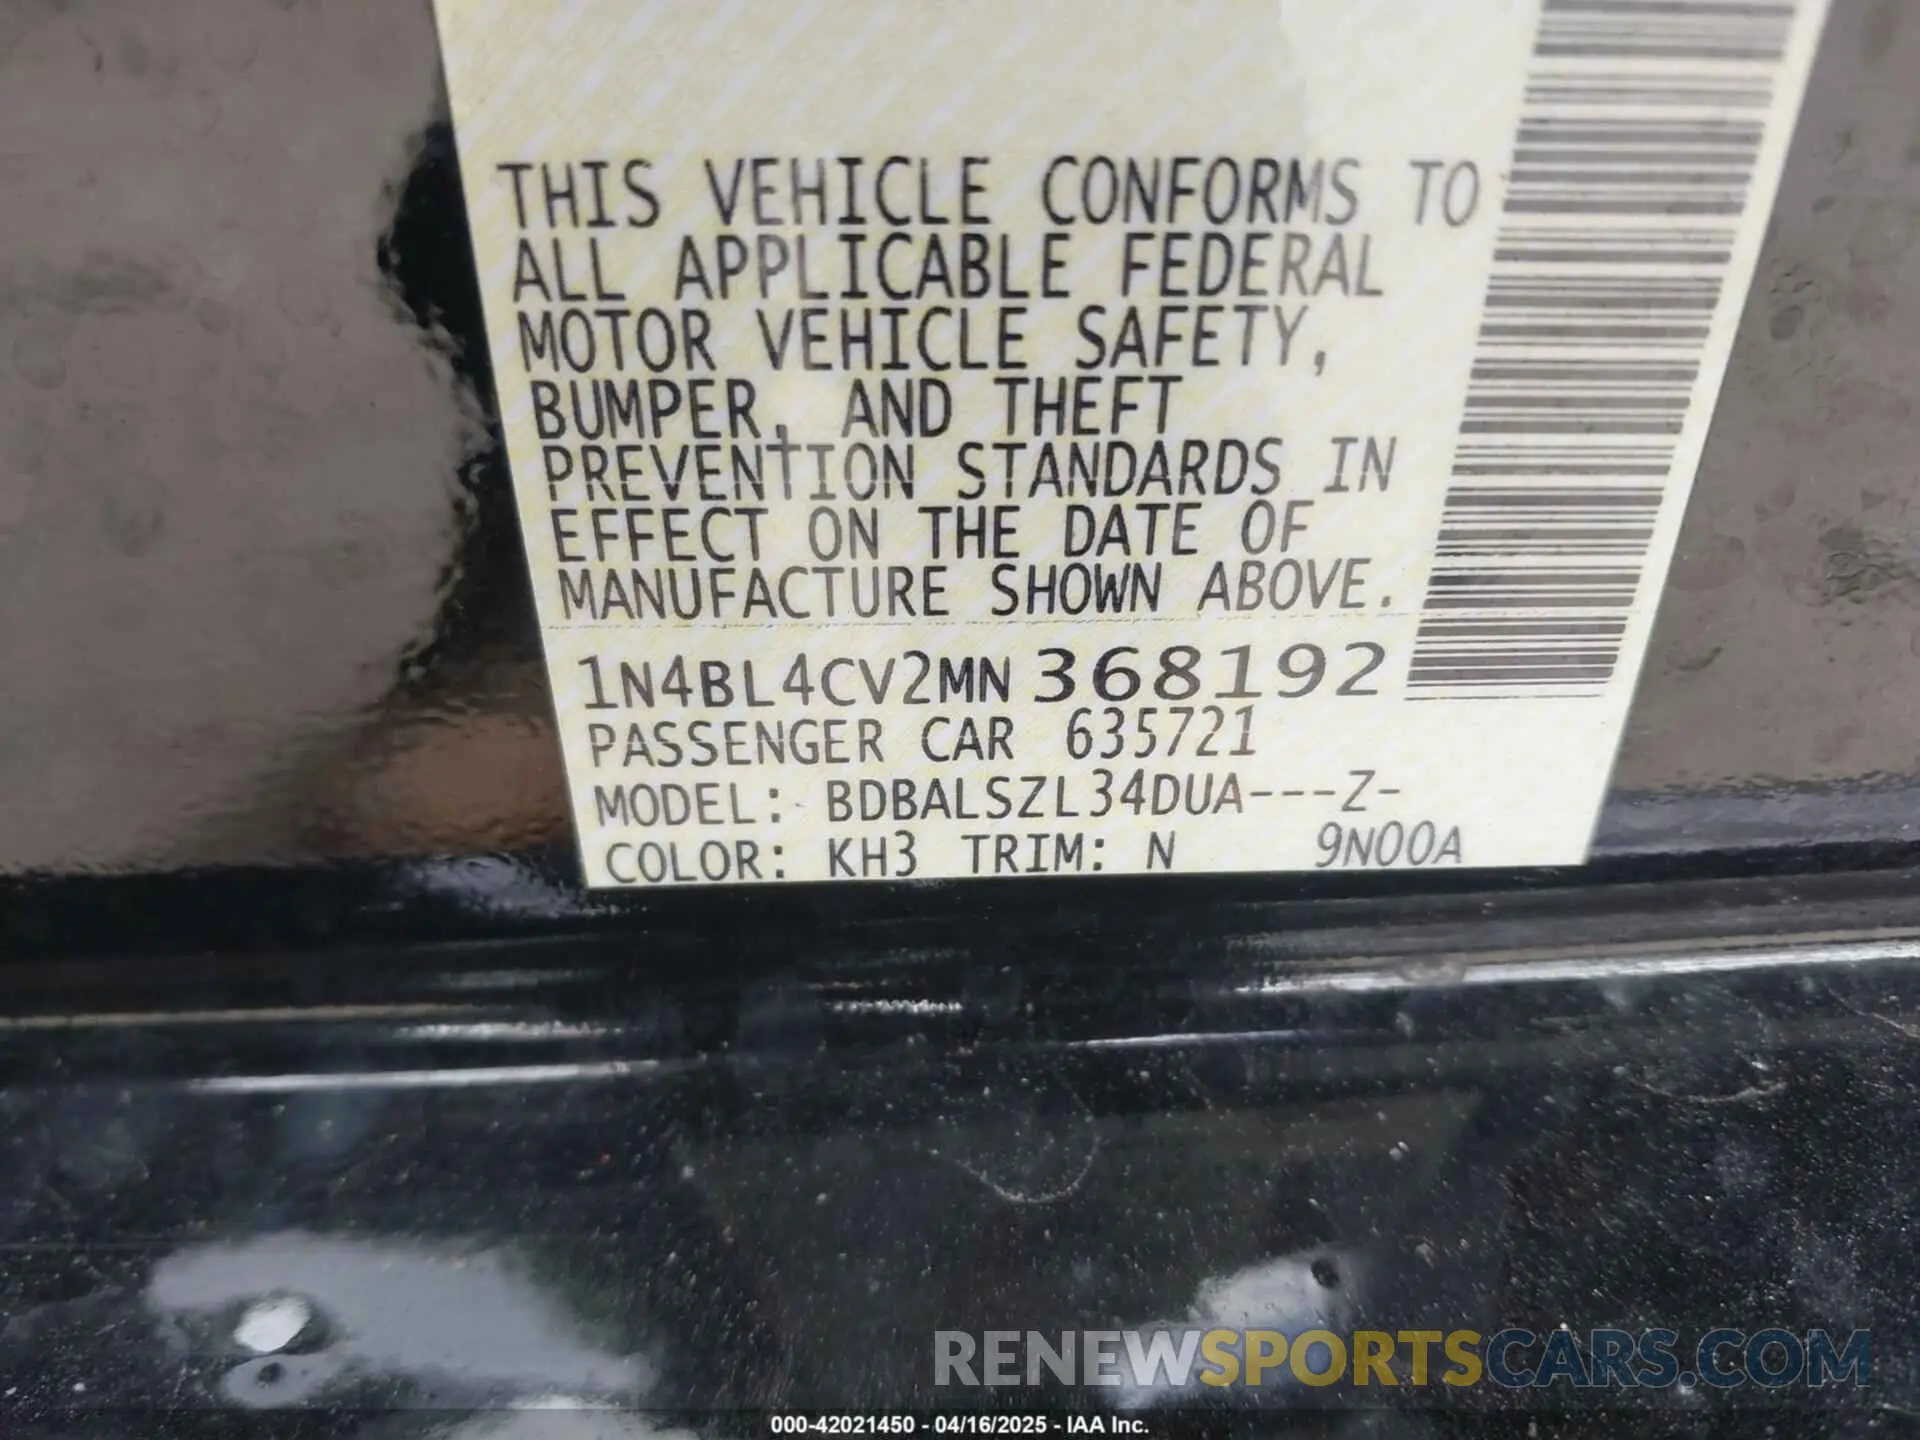 THIS VEHICLE CONFORMS TO
ALL APPLICABLE FEDERAL
MOTOR VEHICLE SAFETY,
BUMPER, AND THEFT
PREVENTION STANDARDS IN
EFFECT ON THE DATE OF
MANUFACTURE SHOWN ABOVE.
1N4BL4CV2MN368192
PASSENGER CAR 635721
MODEL: BDBALSZL34DUA---Z-
COLOR: KH3 TRIM: N 9N00A
RENEWSPORTSCARS.COM
000-42021450 - 04/16/2025 - IAA Inc.